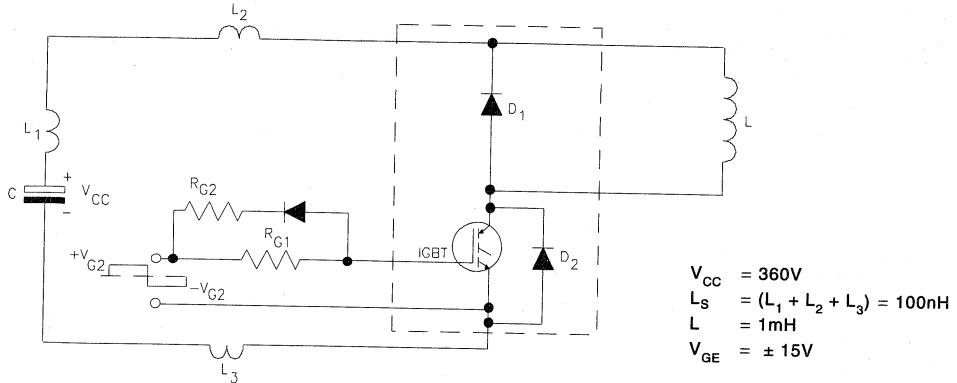 L2
L1
+
C
VCC
−
RG2
RG1
+VG2
−VG2
L3
D1
IGBT
D2
L
VCC = 360V
LS = (L1 + L2 + L3) = 100nH
L = 1mH
VGE = ± 15V